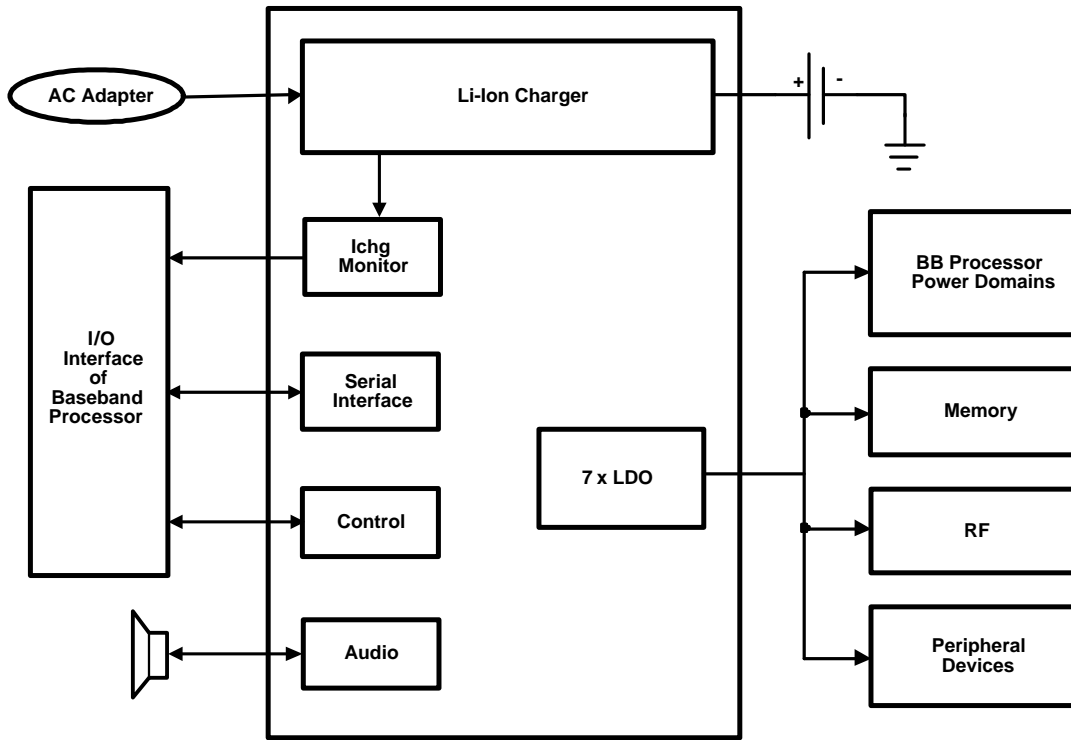 AC Adapter
Li-Ion Charger
+
-
Ichg
Monitor
I/O
Interface
of
Baseband
Processor
Serial
Interface
Control
Audio
7 x LDO
BB Processor
Power Domains
Memory
RF
Peripheral
Devices